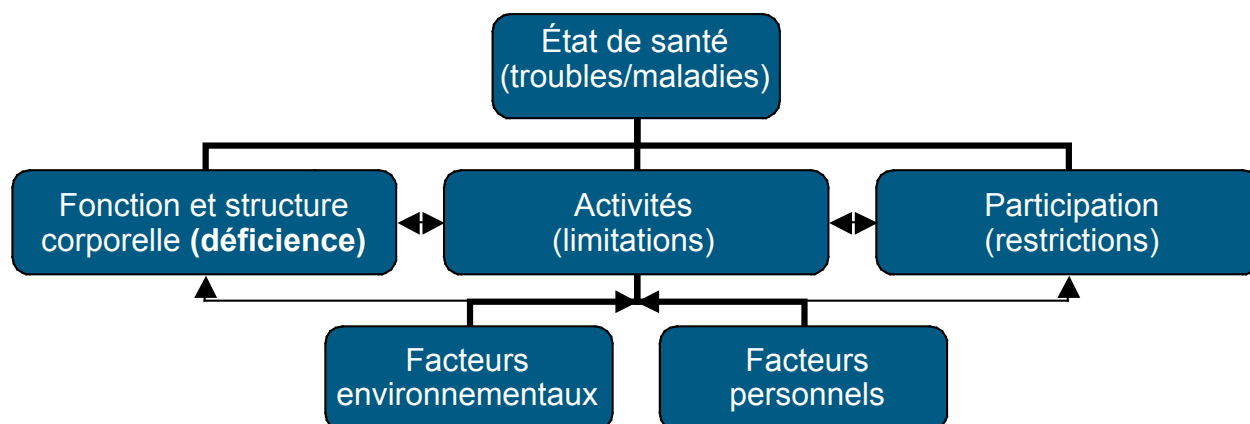 État de santé
(troubles/maladies)
Fonction et structure
corporelle (déficience)
Activités
(limitations)
Participation
(restrictions)
Facteurs
environnementaux
Facteurs
personnels